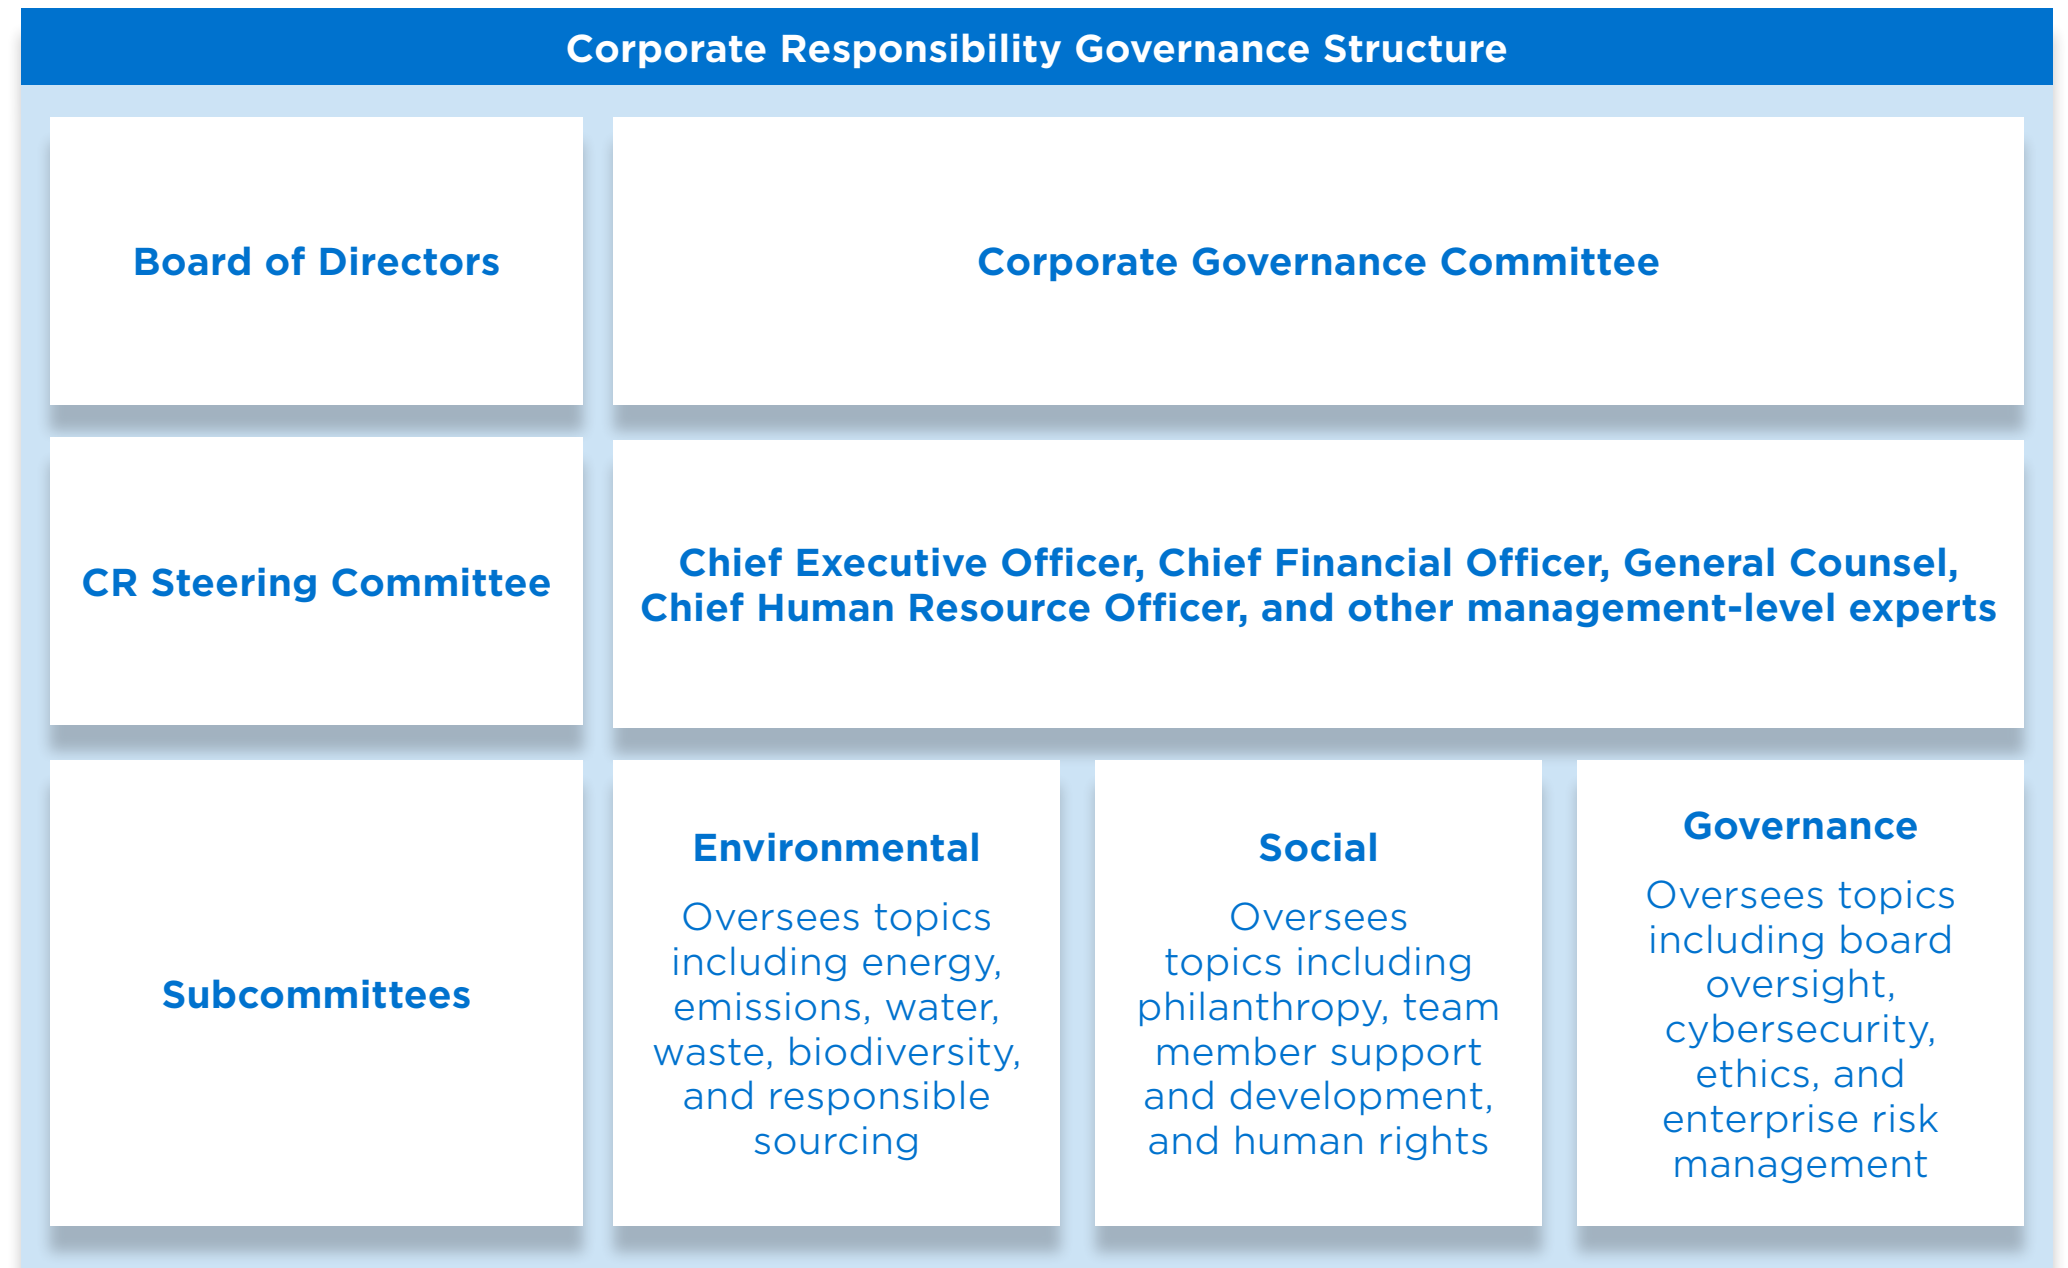 Corporate Responsibility Governance Structure
Board of Directors
Corporate Governance Committee
CR Steering Committee
Chief Executive Officer, Chief Financial Officer, General Counsel,
Chief Human Resource Officer, and other management-level experts
Subcommittees
Environmental
Oversees topics
including energy,
emissions, water,
waste, biodiversity,
and responsible
sourcing
Social
Oversees
topics including
philanthropy, team
member support
and development,
and human rights
Governance
Oversees topics
including board
oversight,
cybersecurity,
ethics, and
enterprise risk
management